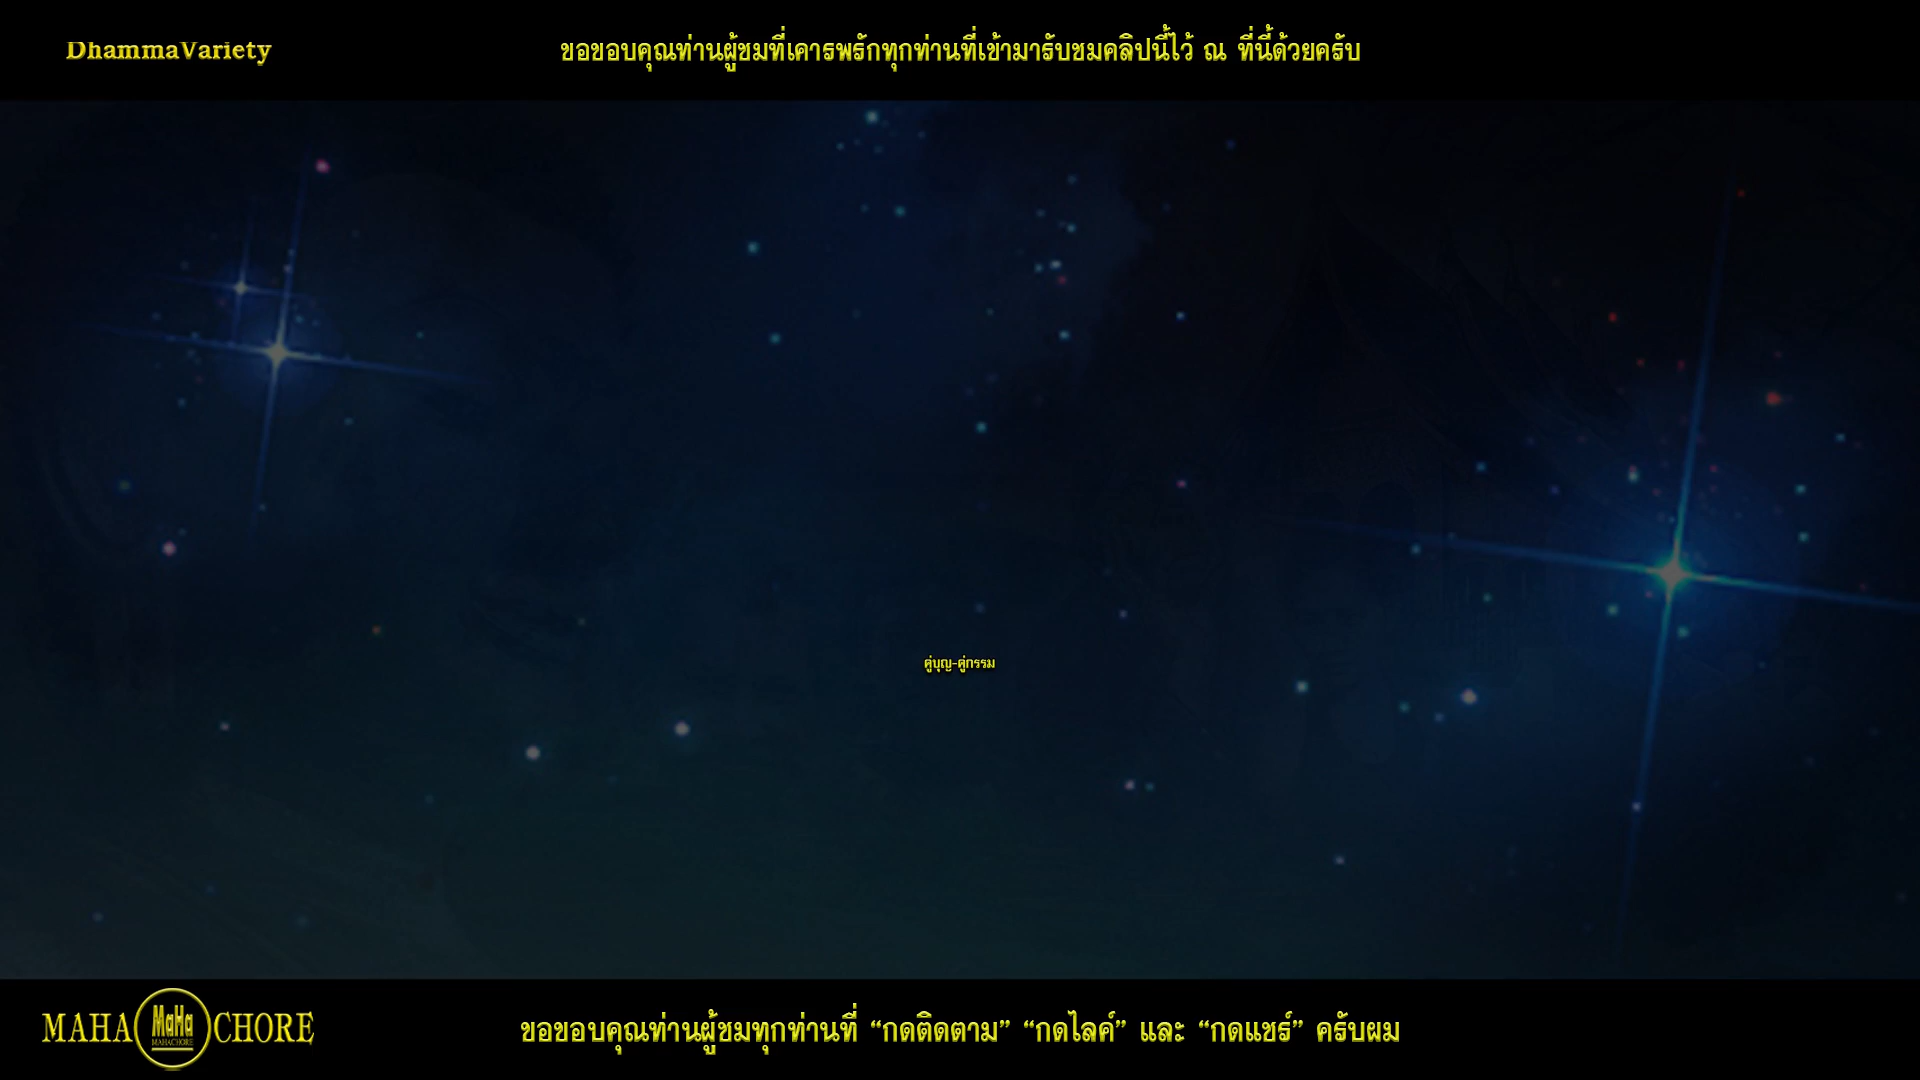 DhammaVariety
ขอขอบคุณท่านผู้ชมที่เคารพรักทุกท่านที่เข้ามารับชมคลิปนี้ไว้ ณ ที่นี้ด้วยครับ
คู่บุญ-คู่กรรม
MAHA MaHa CHORE
MAHACHORE
ขอขอบคุณท่านผู้ชมทุกท่านที่ “กดติดตาม” “กดไลค์” และ “กดแชร์” ครับผม